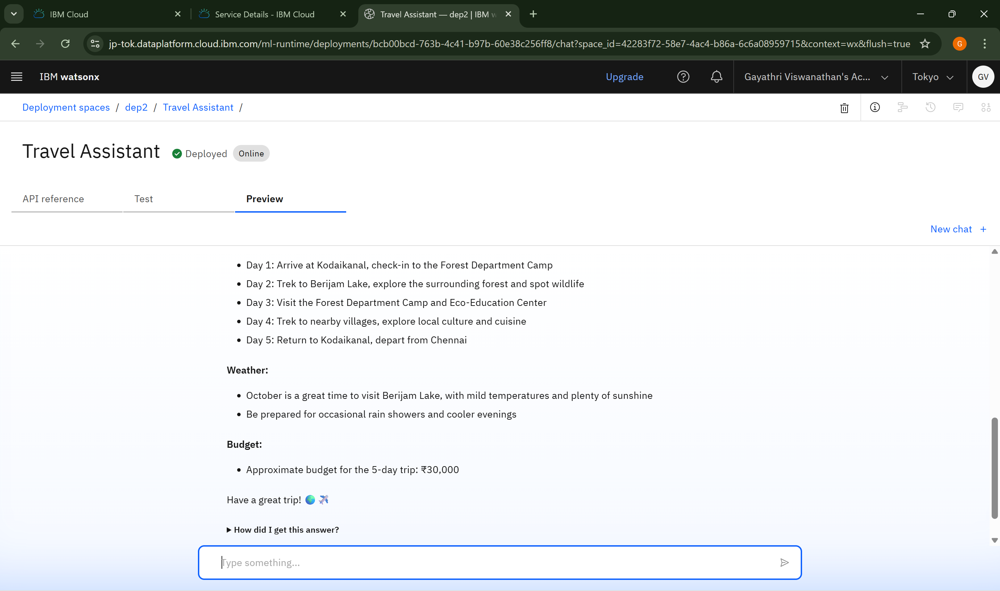 IBM Cloud
Service Details - IBM Cloud
Travel Assistant — dep2 | IBM w
jp-tok.dataplatform.cloud.ibm.com/ml-runtime/deployments/bcb00bcd-763b-4c41-b97b-60e38c256ff8/chat?space_id=42283f72-58e7-4ac4-b86a-6c6a08959715&context=wx&flush=true
G
IBM watsonx
Upgrade
Gayathri Viswanathan's Ac...
Tokyo
GV
Deployment spaces / dep2 / Travel Assistant /
Travel Assistant
Deployed
Online
API reference
Test
Preview
New chat +
• Day 1: Arrive at Kodaikanal, check-in to the Forest Department Camp
• Day 2: Trek to Berijam Lake, explore the surrounding forest and spot wildlife
• Day 3: Visit the Forest Department Camp and Eco-Education Center
• Day 4: Trek to nearby villages, explore local culture and cuisine
• Day 5: Return to Kodaikanal, depart from Chennai
Weather:
• October is a great time to visit Berijam Lake, with mild temperatures and plenty of sunshine
• Be prepared for occasional rain showers and cooler evenings
Budget:
• Approximate budget for the 5-day trip: ₹30,000
Have a great trip! 🌍 ✈️
▶ How did I get this answer?
Type something...